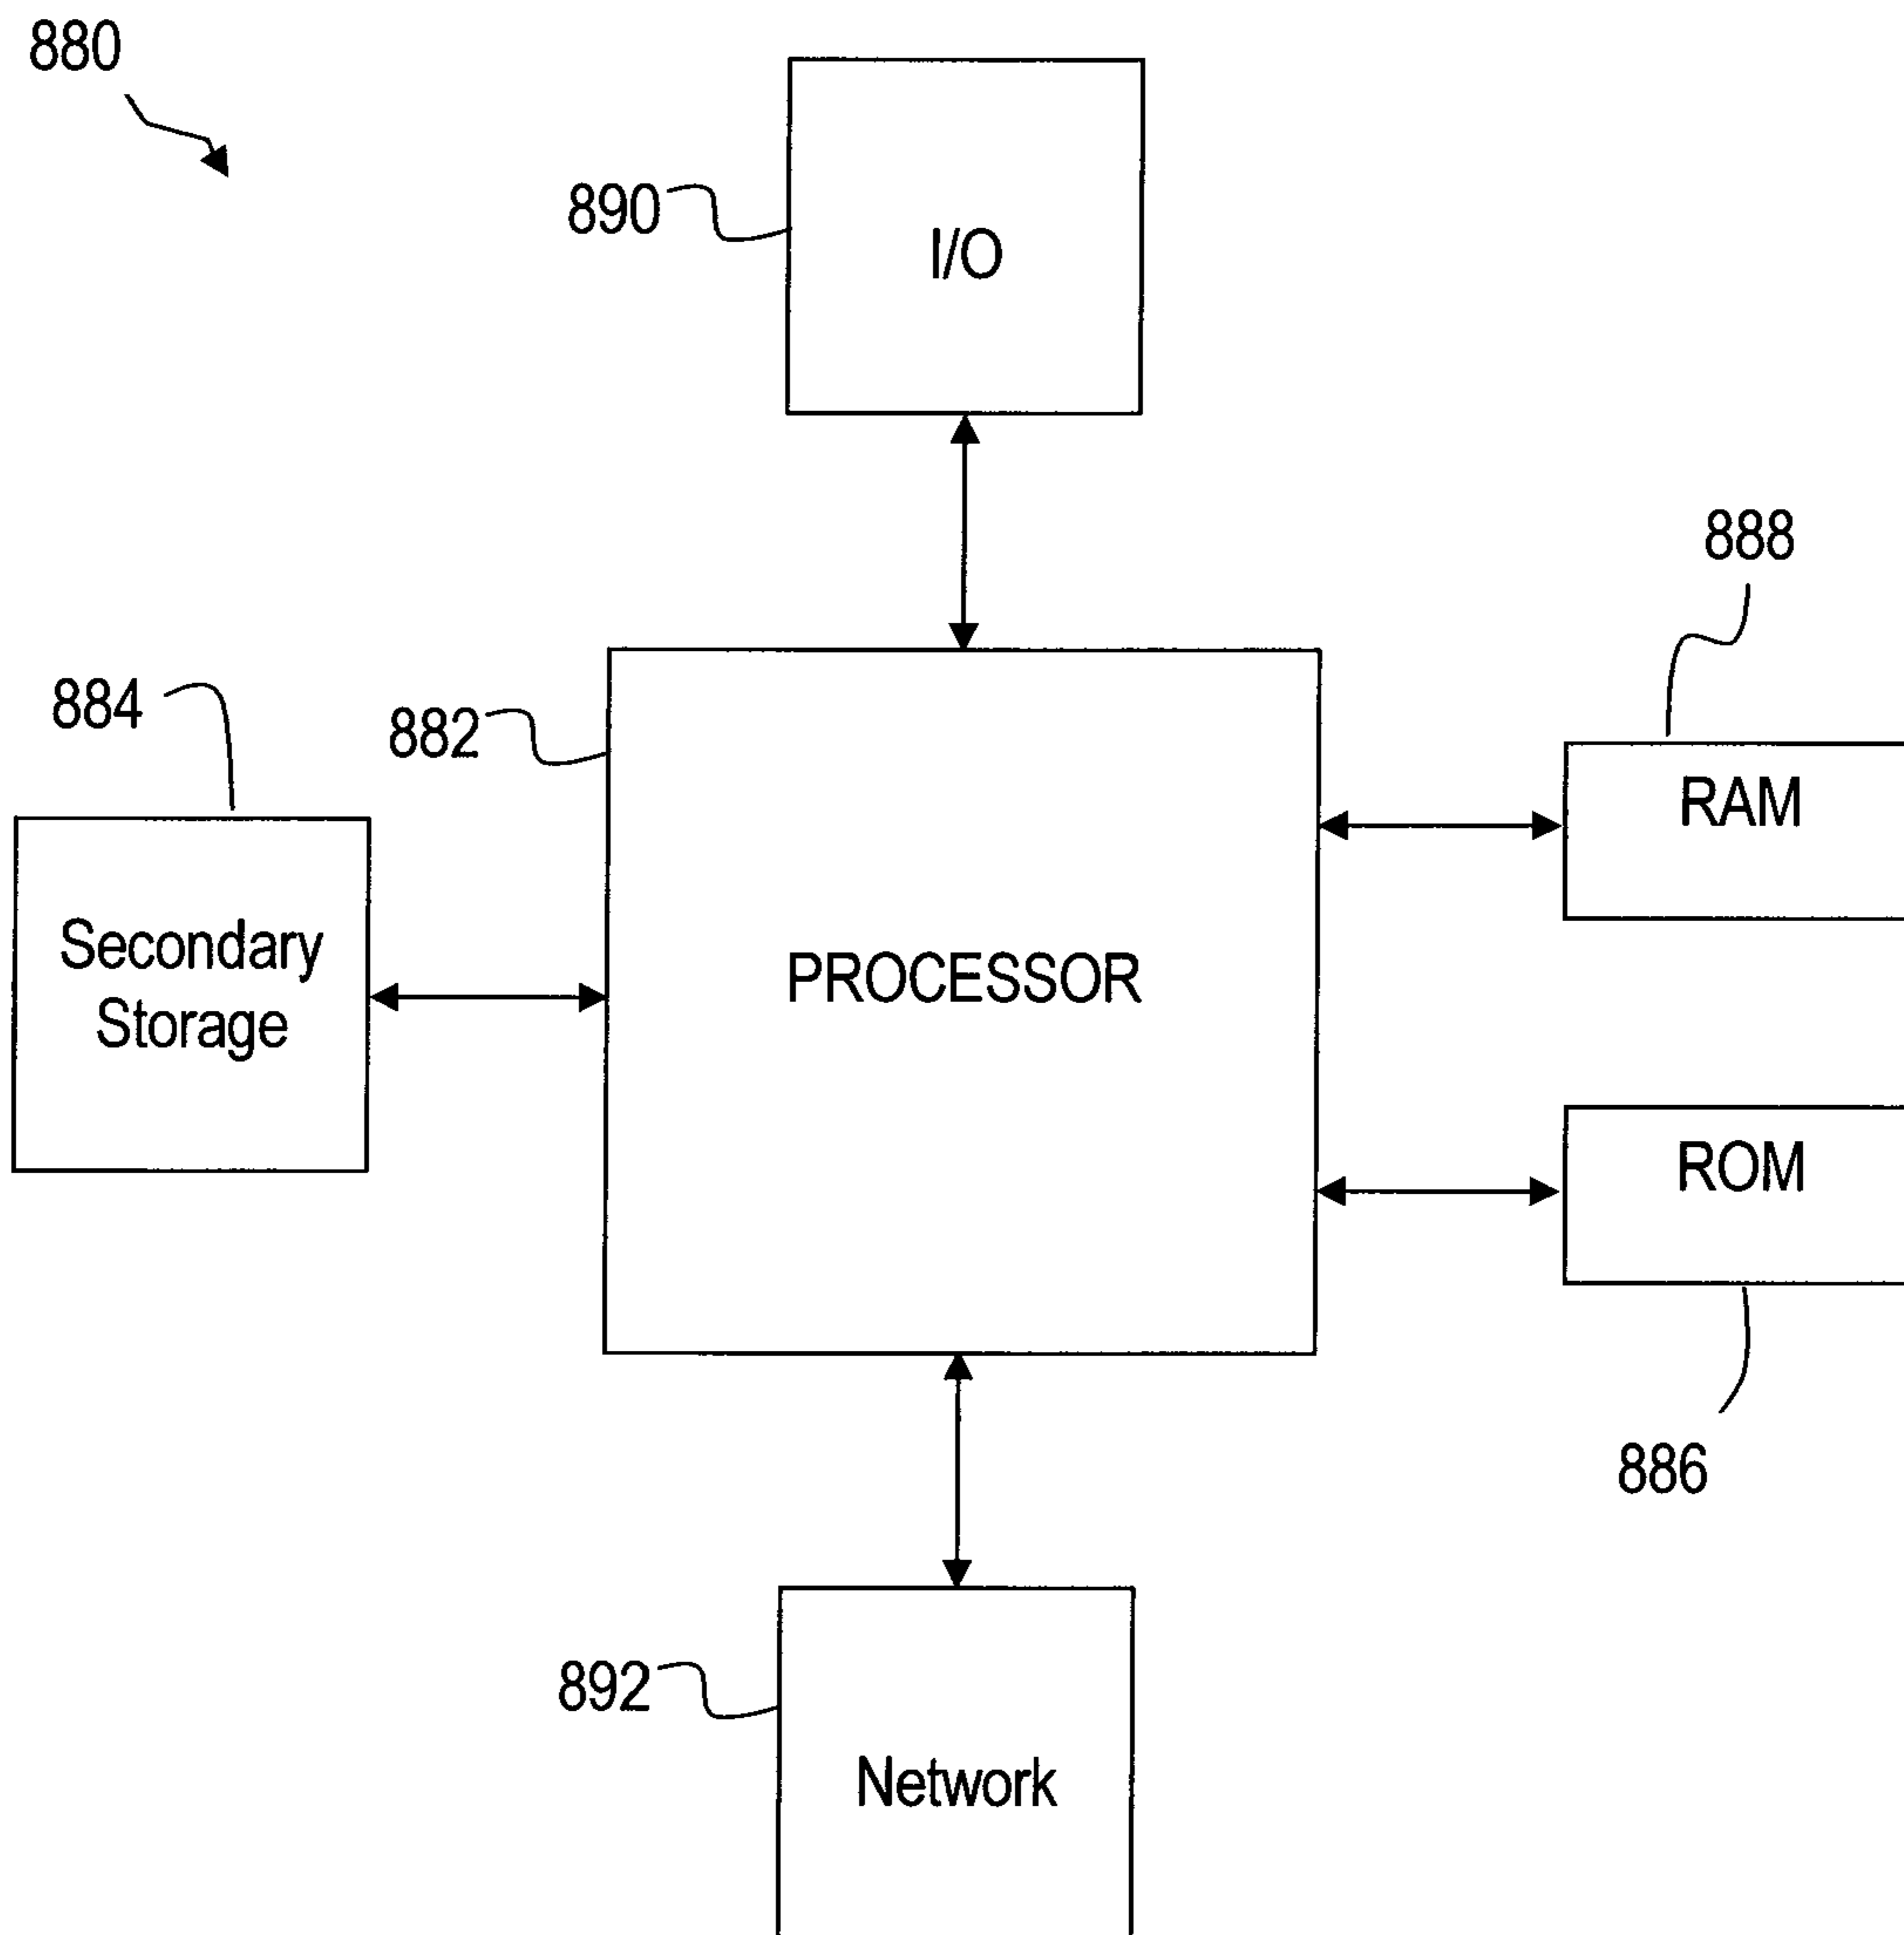 880
890
I/O
888
884
882
RAM
Secondary
Storage
PROCESSOR
ROM
886
892
Network